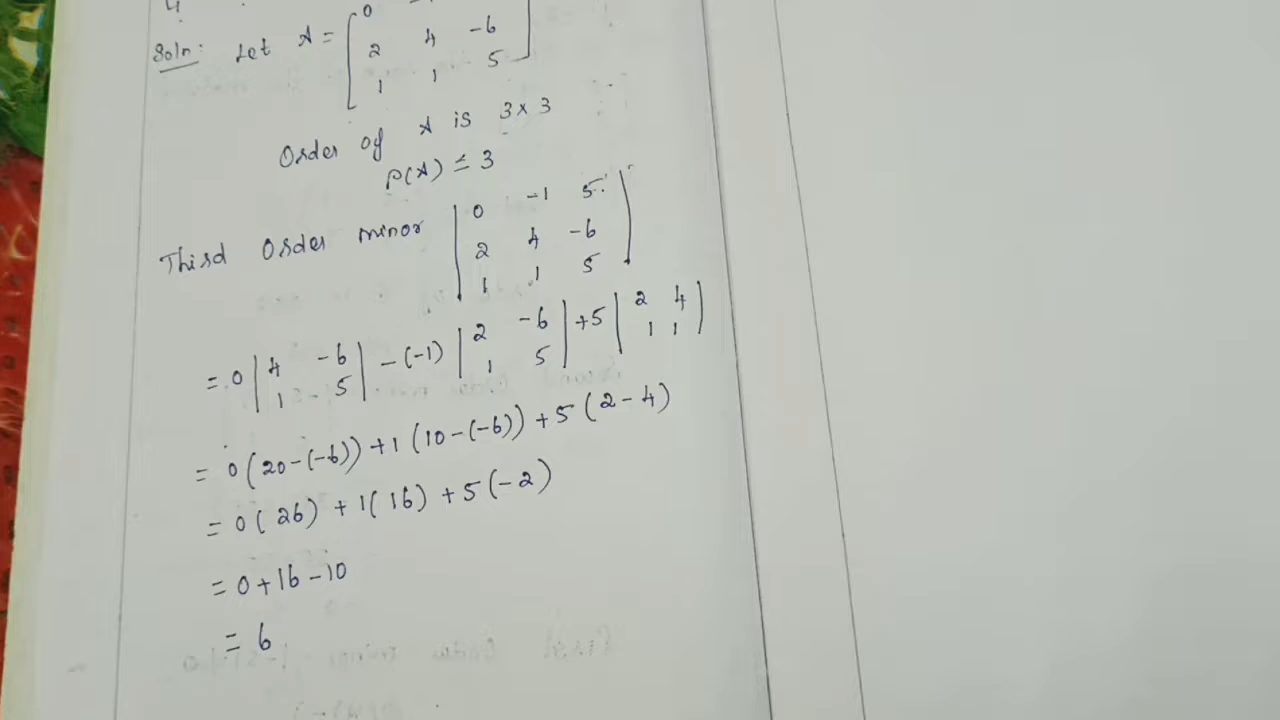 Soln: Let A = [ 0
2 4 -6
1 1 5 ]
Order of A is 3×3
P(A) ≤ 3
Third Order minor | 0 -1 5 |
| 2 4 -6 |
| 1 1 5 |
= 0 | 4 -6 | - (-1) | 2 -6 | +5 | 2 4 |
| 1 5 | | 1 5 | | 1 1 |
= 0 (20-(-6)) + 1 (10-(-6)) + 5 (2-4)
= 0 (26) + 1(16) + 5 (-2)
= 0 + 16 - 10
= 6